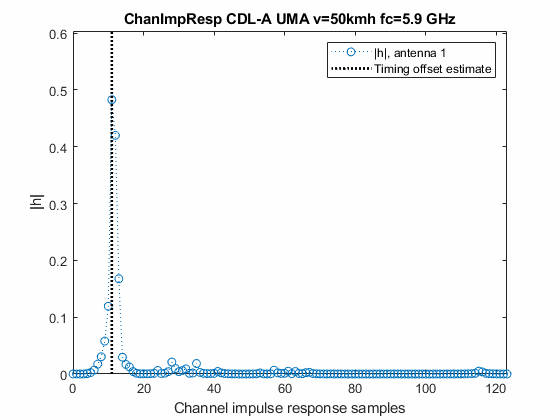 ChanImpResp CDL-A UMA v=50kmh fc=5.9 GHz
|h|, antenna 1
Timing offset estimate
0.6
0.5
0.4
0.3
0.2
0.1
0
|h|
0 20 40 60 80 100 120
Channel impulse response samples